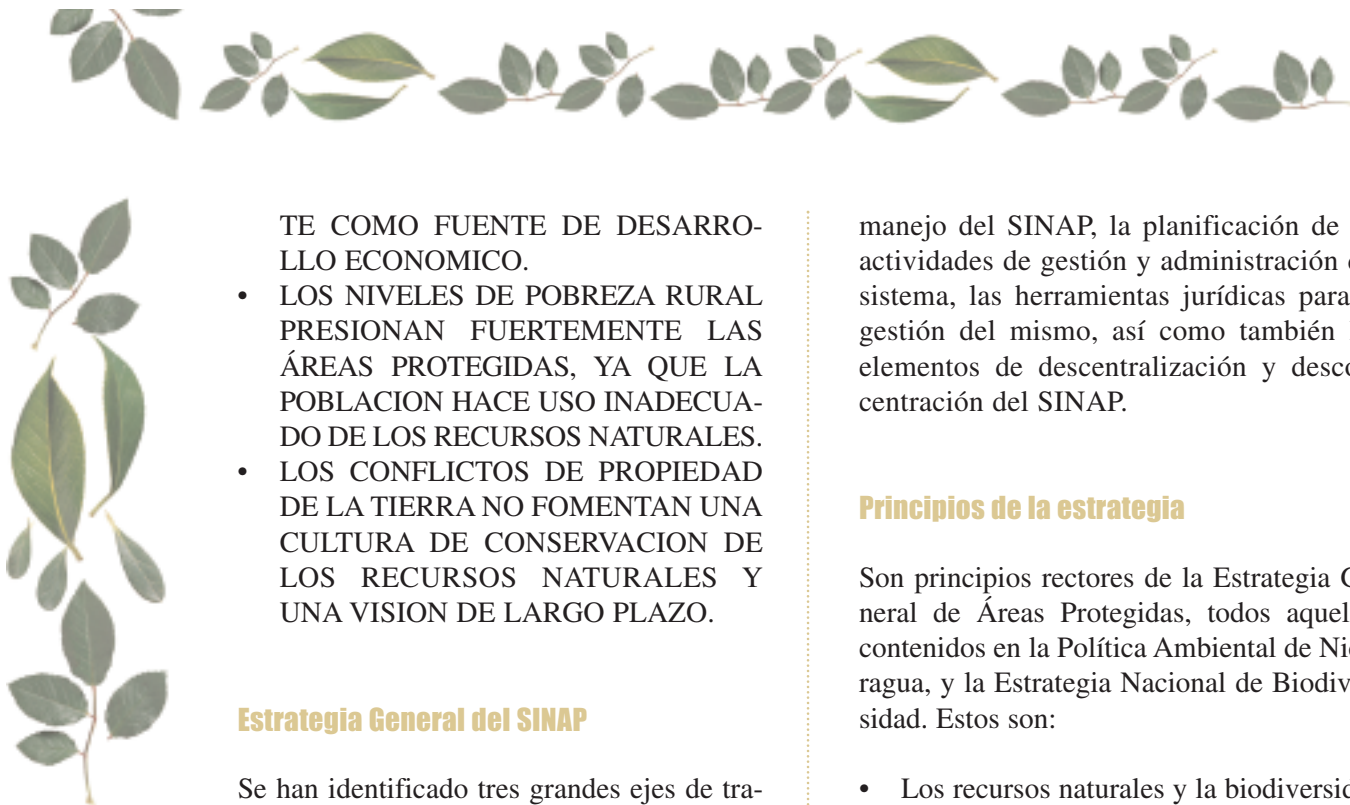 TE COMO FUENTE DE DESARRO-
LLO ECONOMICO.
• LOS NIVELES DE POBREZA RURAL
PRESIONAN FUERTEMENTE LAS
ÁREAS PROTEGIDAS, YA QUE LA
POBLACION HACE USO INADECUA-
DO DE LOS RECURSOS NATURALES.
• LOS CONFLICTOS DE PROPIEDAD
DE LA TIERRA NO FOMENTAN UNA
CULTURA DE CONSERVACION DE
LOS RECURSOS NATURALES Y
UNA VISION DE LARGO PLAZO.
Estrategia General del SINAP
Se han identificado tres grandes ejes de tra-
manejo del SINAP, la planificación de
actividades de gestión y administración
sistema, las herramientas jurídicas para
gestión del mismo, así como también
elementos de descentralización y desco
centración del SINAP.
Principios de la estrategia
Son principios rectores de la Estrategia
neral de Áreas Protegidas, todos aquel
contenidos en la Política Ambiental de Ni
ragua, y la Estrategia Nacional de Biodiv
sidad. Estos son:
• Los recursos naturales y la biodiversi